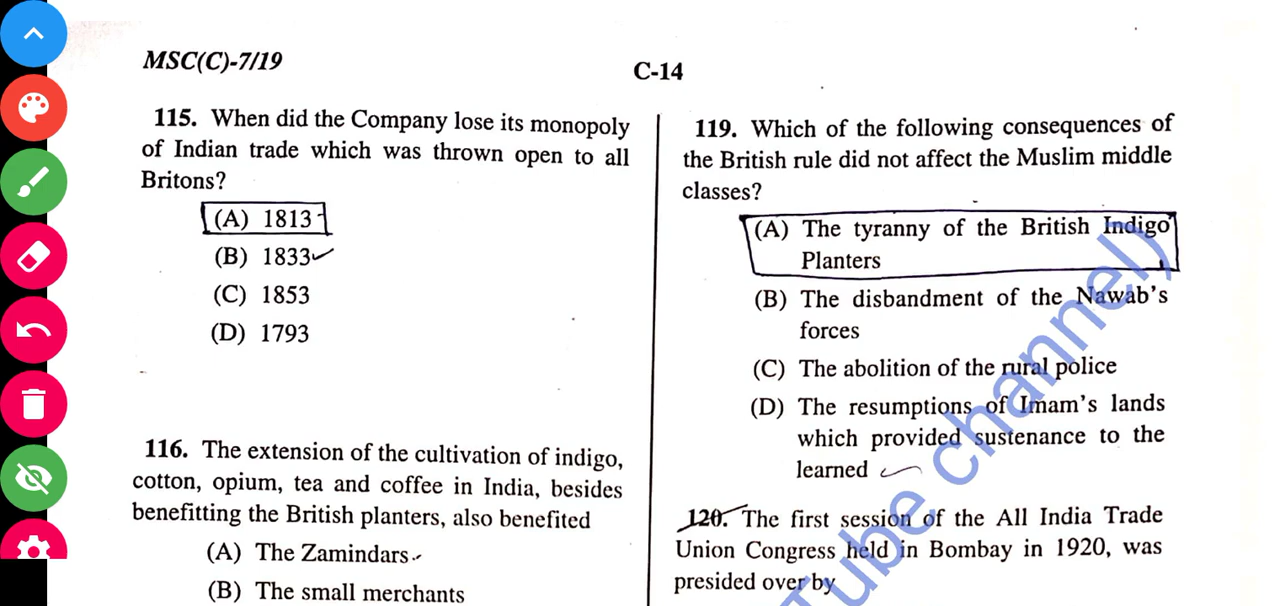 MSC(C)-7/19
C-14
115. When did the Company lose its monopoly
of Indian trade which was thrown open to all
Britons?
(A) 1813
(B) 1833
(C) 1853
(D) 1793
116. The extension of the cultivation of indigo,
cotton, opium, tea and coffee in India, besides
benefitting the British planters, also benefited
(A) The Zamindars
(B) The small merchants
119. Which of the following consequences of
the British rule did not affect the Muslim middle
classes?
(A) The tyranny of the British Indigo
Planters
(B) The disbandment of the Nawab's
forces
(C) The abolition of the rural police
(D) The resumptions of Imam's lands
which provided sustenance to the
learned
120. The first session of the All India Trade
Union Congress held in Bombay in 1920, was
presided over by
Tube channel)